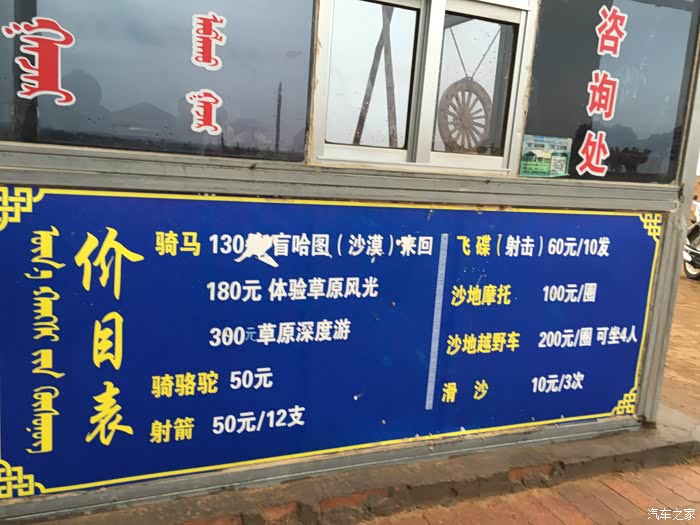 咨询处
价目表
骑马 130 盲哈图（沙漠）来回
180元 体验草原风光
300元草原深度游
骑骆驼 50元
射箭 50元/12支
飞碟（射击）60元/10发
沙地摩托 100元/圈
沙地越野车 200元/圈 可坐4人
滑沙 10元/3次
汽车之家